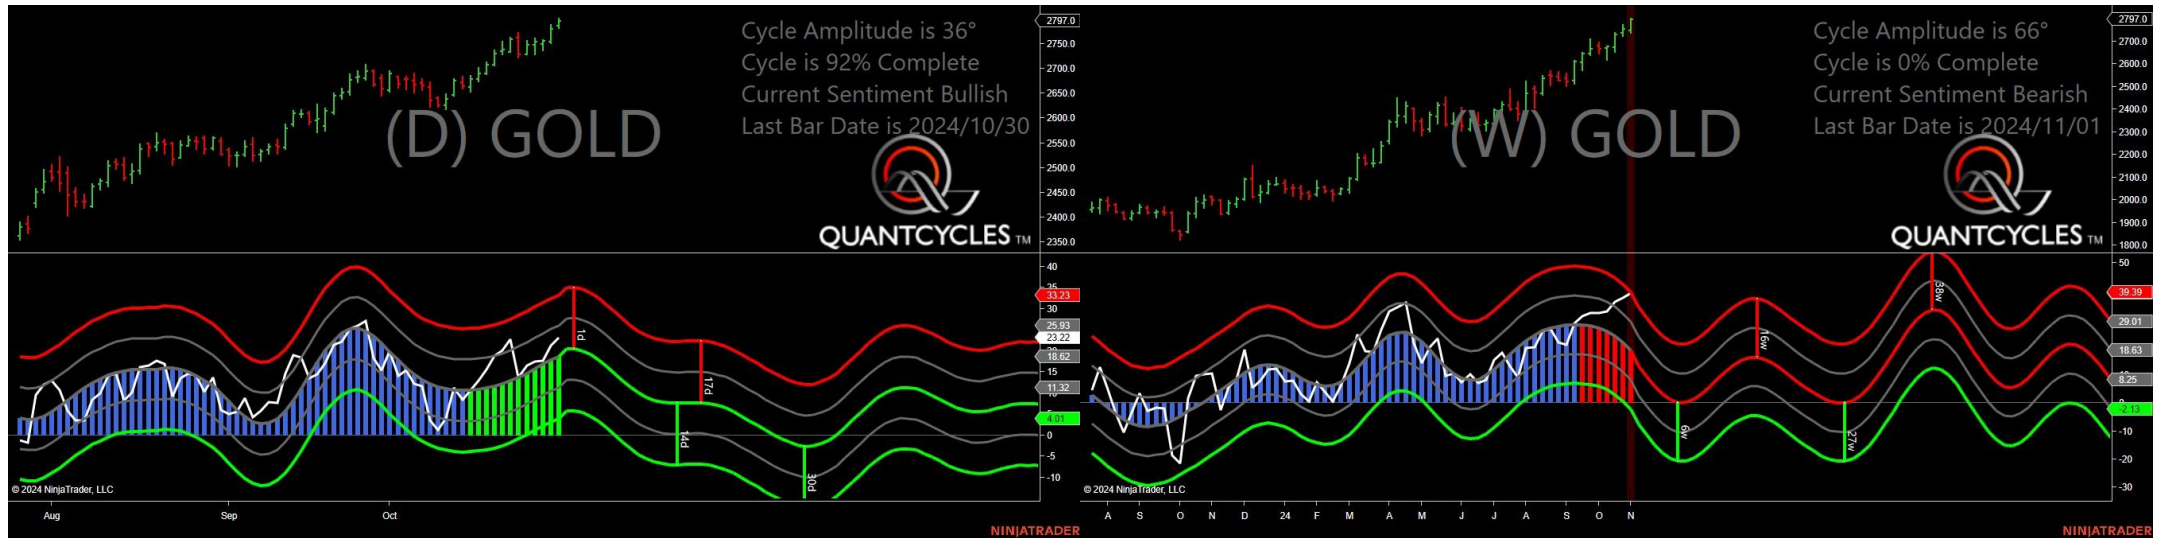 Cycle Amplitude is 36°
Cycle is 92% Complete
Current Sentiment Bullish
Last Bar Date is 2024/10/30
(D) GOLD
QUANTCYCLES TM
2797.0
2750.0
2700.0
2650.0
2600.0
2550.0
2500.0
2450.0
2400.0
2350.0
40
35
33.23
30
25.93
23.22
18.62
15
11.32
4.01
0
-5
-10
1d
17d
14d
30d
© 2024 NinjaTrader, LLC
Aug Sep Oct
NINJATRADER
Cycle Amplitude is 66°
Cycle is 0% Complete
Current Sentiment Bearish
Last Bar Date is 2024/11/01
(W) GOLD
QUANTCYCLES TM
2797.0
2700.0
2600.0
2500.0
2400.0
2300.0
2200.0
2100.0
2000.0
1900.0
1800.0
50
39.39
29.01
18.63
8.25
-2.13
-10
-20
-30
38w
16w
6w
27w
© 2024 NinjaTrader, LLC
A S O N D 24 F M A M J J A S O N
NINJATRADER